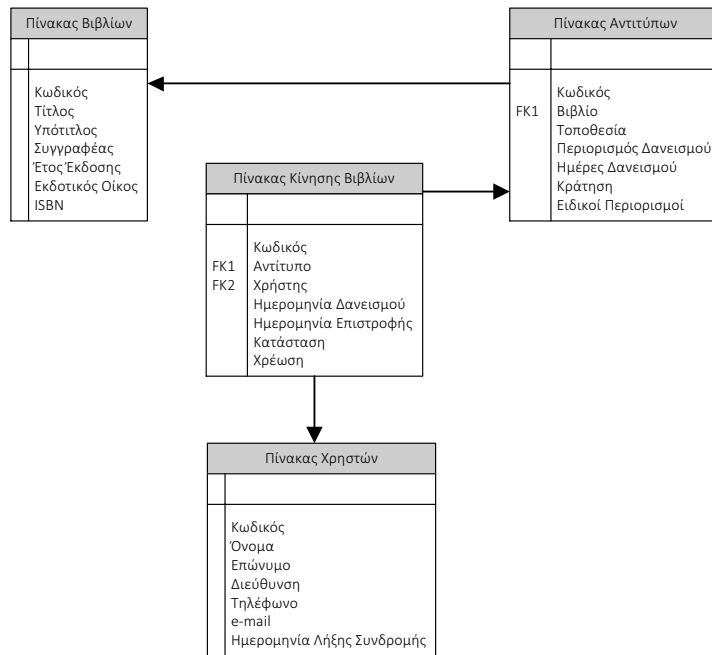 Πίνακας Βιβλίων
Κωδικός
Τίτλος
Υπότιτλος
Συγγραφέας
Έτος Έκδοσης
Εκδοτικός Οίκος
ISBN
Πίνακας Αντιτύπων
Κωδικός
FK1 Βιβλίο
Τοποθεσία
Περιορισμός Δανεισμού
Ημέρες Δανεισμού
Κράτηση
Ειδικοί Περιορισμοί
Πίνακας Κίνησης Βιβλίων
Κωδικός
FK1 Αντίτυπο
FK2 Χρήστης
Ημερομηνία Δανεισμού
Ημερομηνία Επιστροφής
Κατάσταση
Χρέωση
Πίνακας Χρηστών
Κωδικός
Όνομα
Επώνυμο
Διεύθυνση
Τηλέφωνο
e-mail
Ημερομηνία Λήξης Συνδρομής